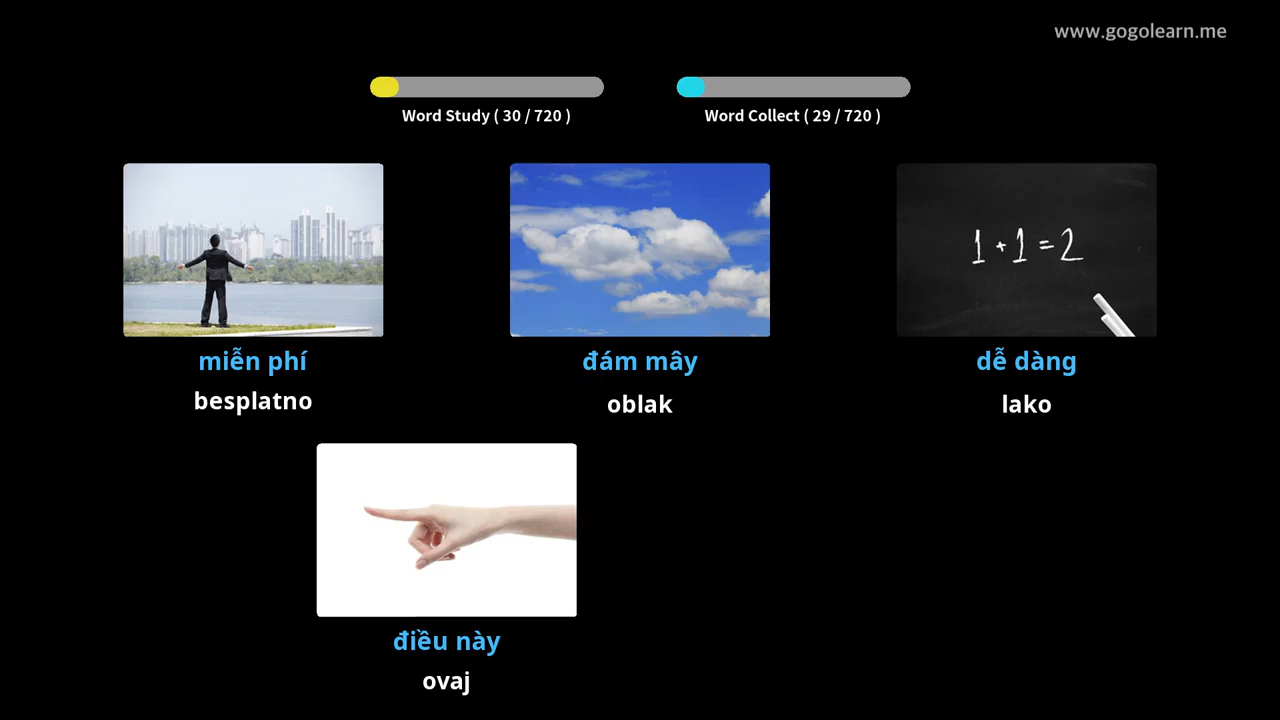 www.gogolearn.me
Word Study ( 30 / 720 )
Word Collect ( 29 / 720 )
1 + 1 = 2
miễn phí
besplatno
đám mây
oblak
dễ dàng
lako
điều này
ovaj